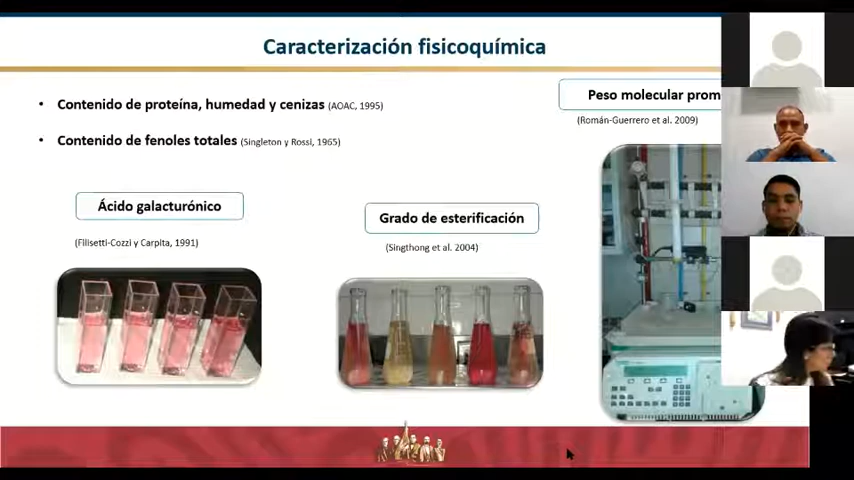 Caracterización fisicoquímica
• Contenido de proteína, humedad y cenizas (AOAC, 1995)
• Contenido de fenoles totales (Singleton y Rossi, 1965)
Peso molecular prom
(Román-Guerrero et al. 2009)
Ácido galacturónico
(Filisetti-Cozzi y Carpita, 1991)
Grado de esterificación
(Singthong et al. 2004)